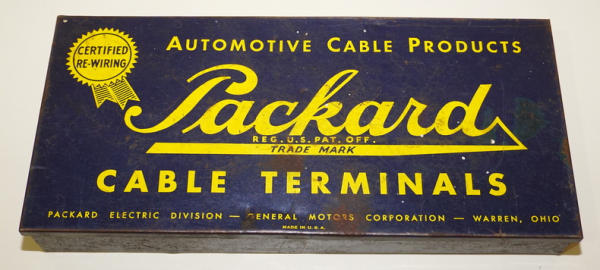 CERTIFIED
RE-WIRING
AUTOMOTIVE CABLE PRODUCTS
Packard
REG. U.S. PAT. OFF.
TRADE MARK
CABLE TERMINALS
PACKARD ELECTRIC DIVISION — GENERAL MOTORS CORPORATION — WARREN, OHIO
MADE IN U.S.A.